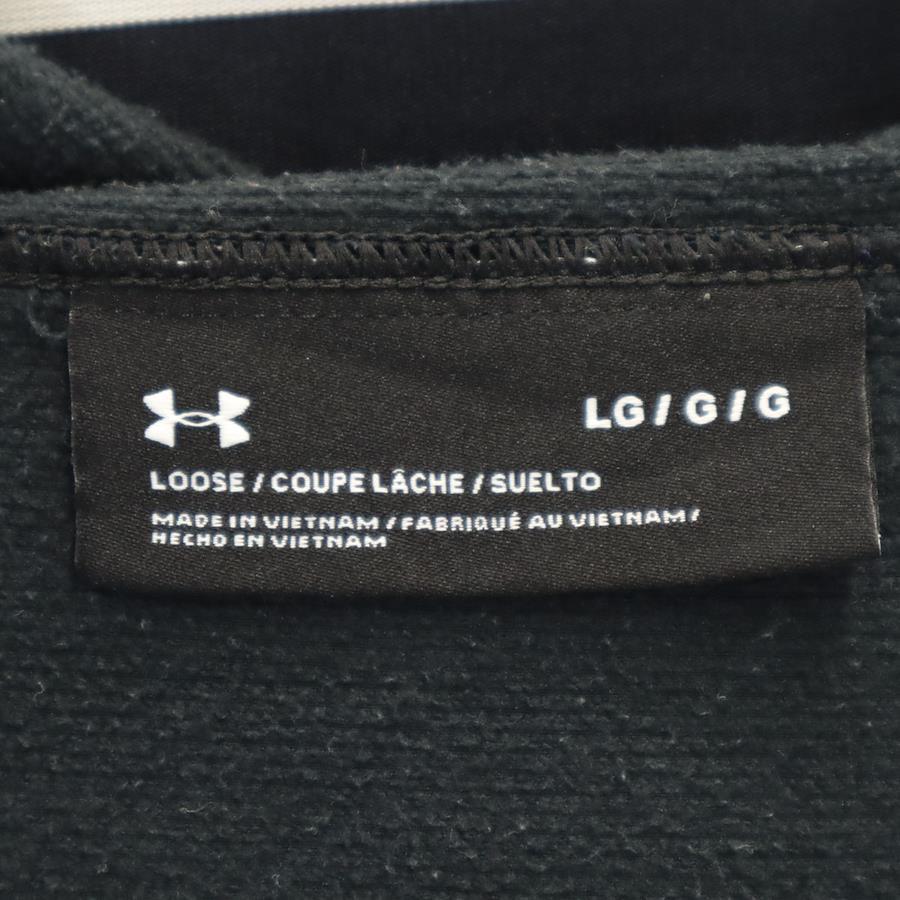 LG / G / G
LOOSE / COUPE LÂCHE / SUELTO
MADE IN VIETNAM / FABRIQUÉ AU VIETNAM /
HECHO EN VIETNAM